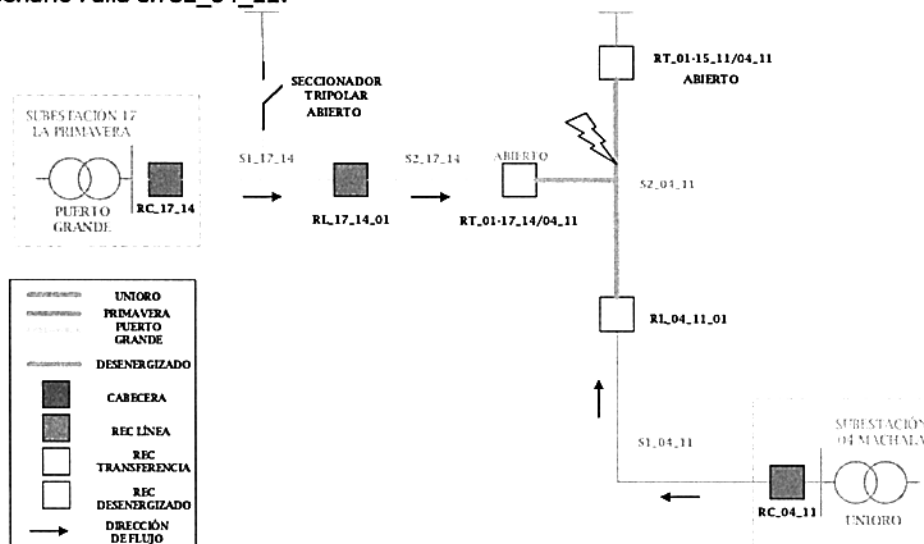 RT_01-15_11/04_11
ABIERTO
SECCIONADOR
TRIPOLAR
ABIERTO
SUBESTACIÓN 17
LA PRIMAVERA
PUERTO
GRANDE
RC_17_14
S1_17_14
RL_17_14_01
S2_17_14
ABIERTO
RT_01-17_14/04_11
S2_04_11
RL_04_11_01
UNIORO
PRIMAVERA
PUERTO
GRANDE
DESENERGIZADO
CABECERA
REC LÍNEA
REC
TRANSFERENCIA
REC
DESENERGIZADO
DIRECCIÓN
DE FLUJO
S1_04_11
SUBESTACIÓN
04 MACHALA
RC_04_11
UNIORO